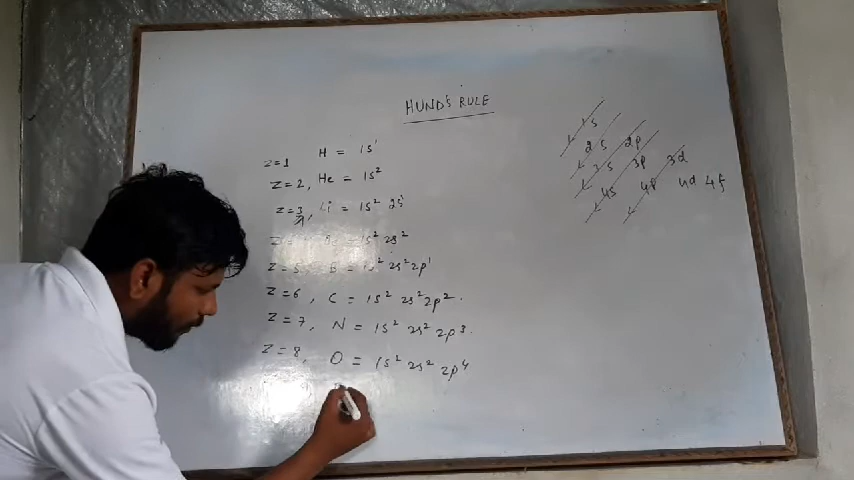 HUND'S RULE
Z=1 H = 1S¹
Z=2, He = 1S²
Z=3, Li = 1S² 2S¹
= 1S² 2S²
Z=5, B = 1S² 2S² 2p¹
Z=6, C = 1S² 2S² 2p²
Z=7, N = 1S² 2S² 2p³
Z=8, O = 1S² 2S² 2p⁴
1S
2S 2p
3S 3p 3d
4S 4p 4d 4f